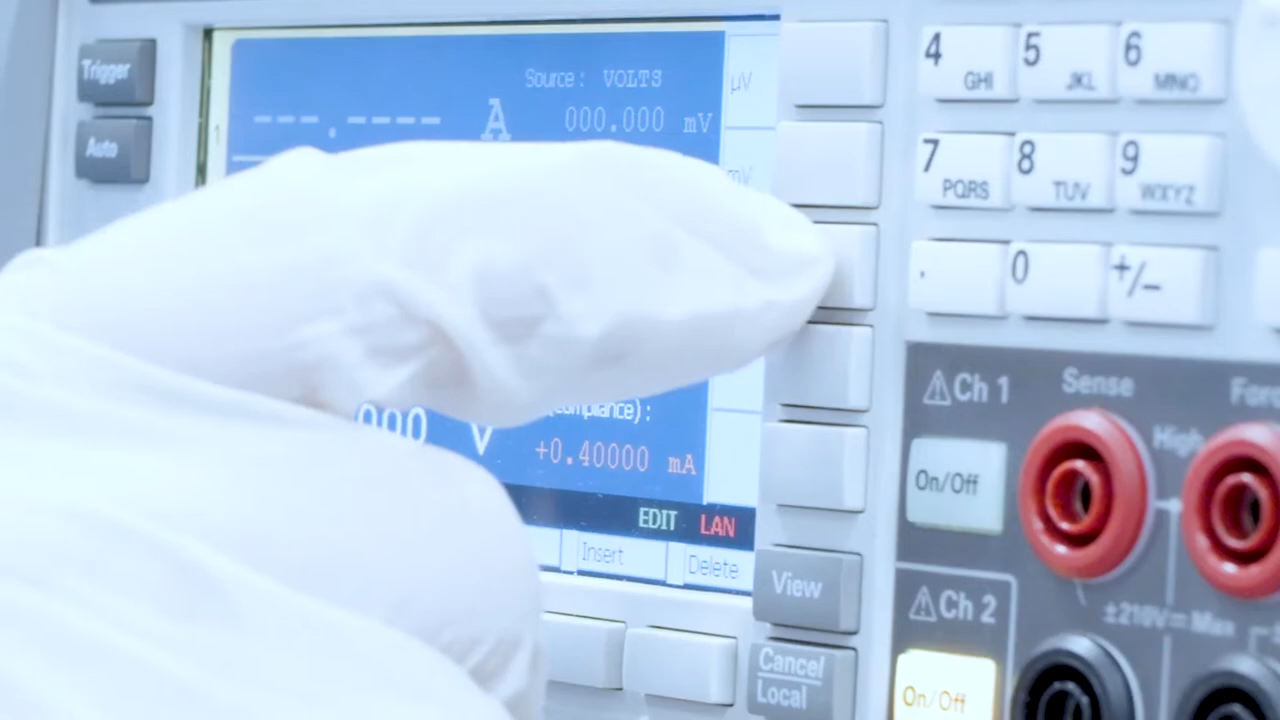 Trigger
Auto
1
Source: VOLTS
----.---- A 000.000 mV
µV
mV
(compliance):
000 V
+0.40000 mA
EDIT LAN
Insert Delete
View
Cancel
Local
4 GHI 5 JKL 6 MNO
7 PQRS 8 TUV 9 WXYZ
. 0 +/-
Ch 1 Sense
High
On/Off
Ch 2
±210V Max
On/Off